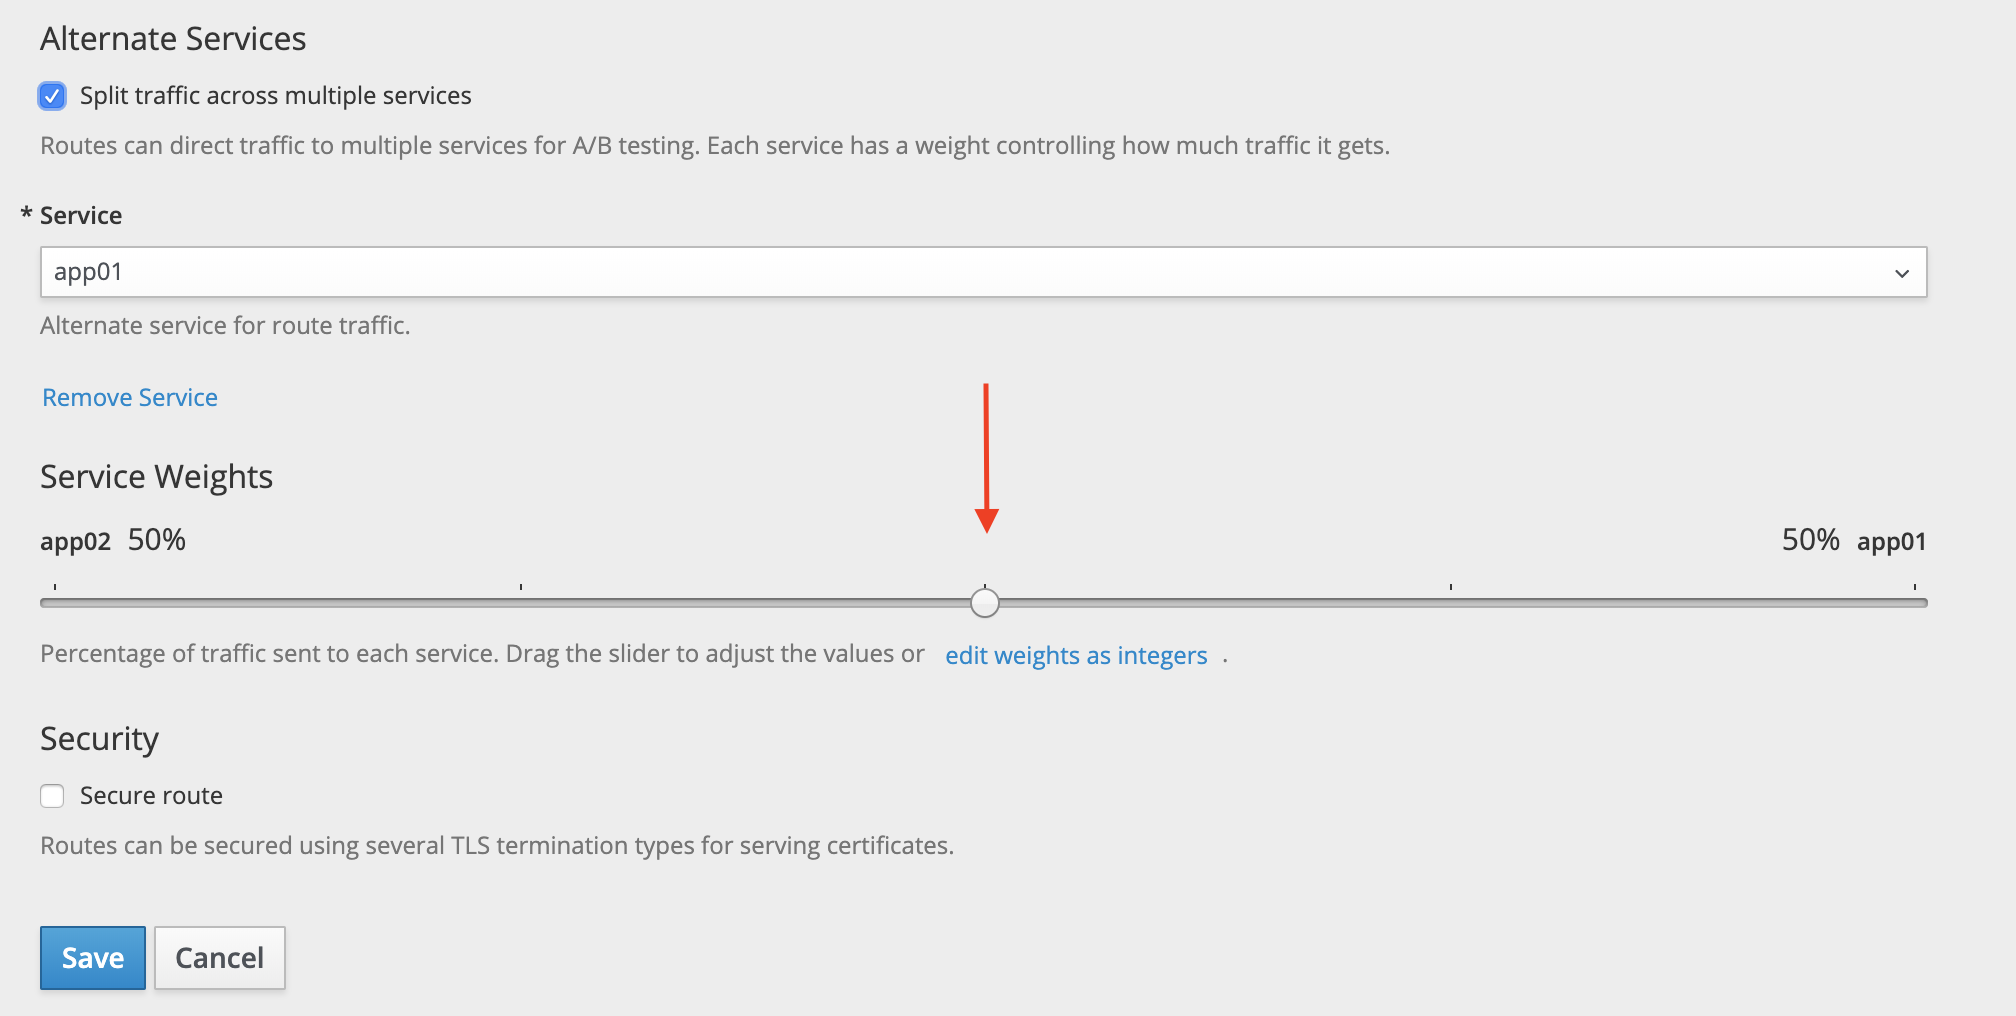 Alternate Services
Split traffic across multiple services
Routes can direct traffic to multiple services for A/B testing. Each service has a weight controlling how much traffic it gets.
* Service
app01
Alternate service for route traffic.
Remove Service
Service Weights
app02 50% 50% app01
Percentage of traffic sent to each service. Drag the slider to adjust the values or edit weights as integers .
Security
Secure route
Routes can be secured using several TLS termination types for serving certificates.
Save Cancel